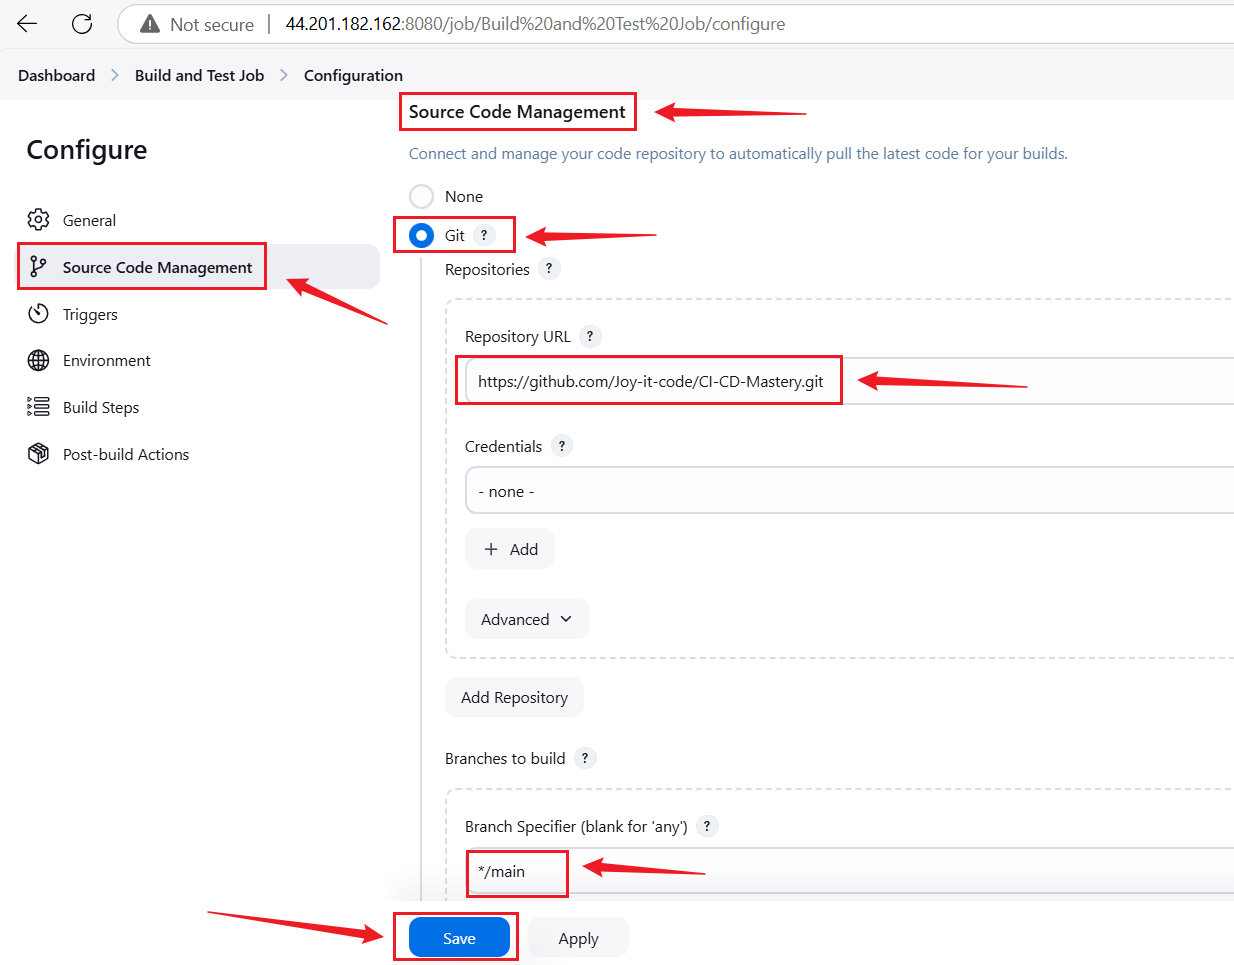 Not secure
44.201.182.162:8080/job/Build%20and%20Test%20Job/configure
Dashboard > Build and Test Job > Configuration
Configure
General
Source Code Management
Triggers
Environment
Build Steps
Post-build Actions
Source Code Management
Connect and manage your code repository to automatically pull the latest code for your builds.
None
Git ?
Repositories ?
Repository URL ?
https://github.com/Joy-it-code/CI-CD-Mastery.git
Credentials ?
- none -
+ Add
Advanced
Add Repository
Branches to build ?
Branch Specifier (blank for 'any') ?
*/main
Save
Apply